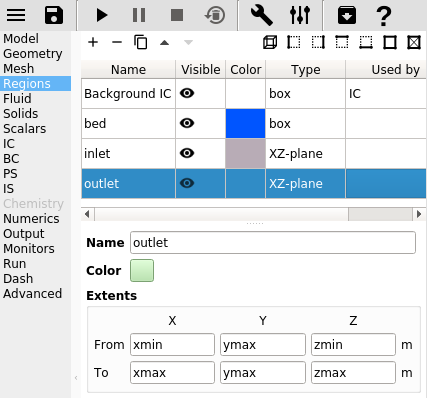 Model
Geometry
Mesh
Regions
Fluid
Solids
Scalars
IC
BC
PS
IS
Chemistry
Numerics
Output
Monitors
Run
Dash
Advanced
Name Visible Color Type Used by
Background IC box IC
bed box
inlet XZ-plane
outlet XZ-plane
Name outlet
Color
Extents
X Y Z
From xmin ymax zmin m
To xmax ymax zmax m